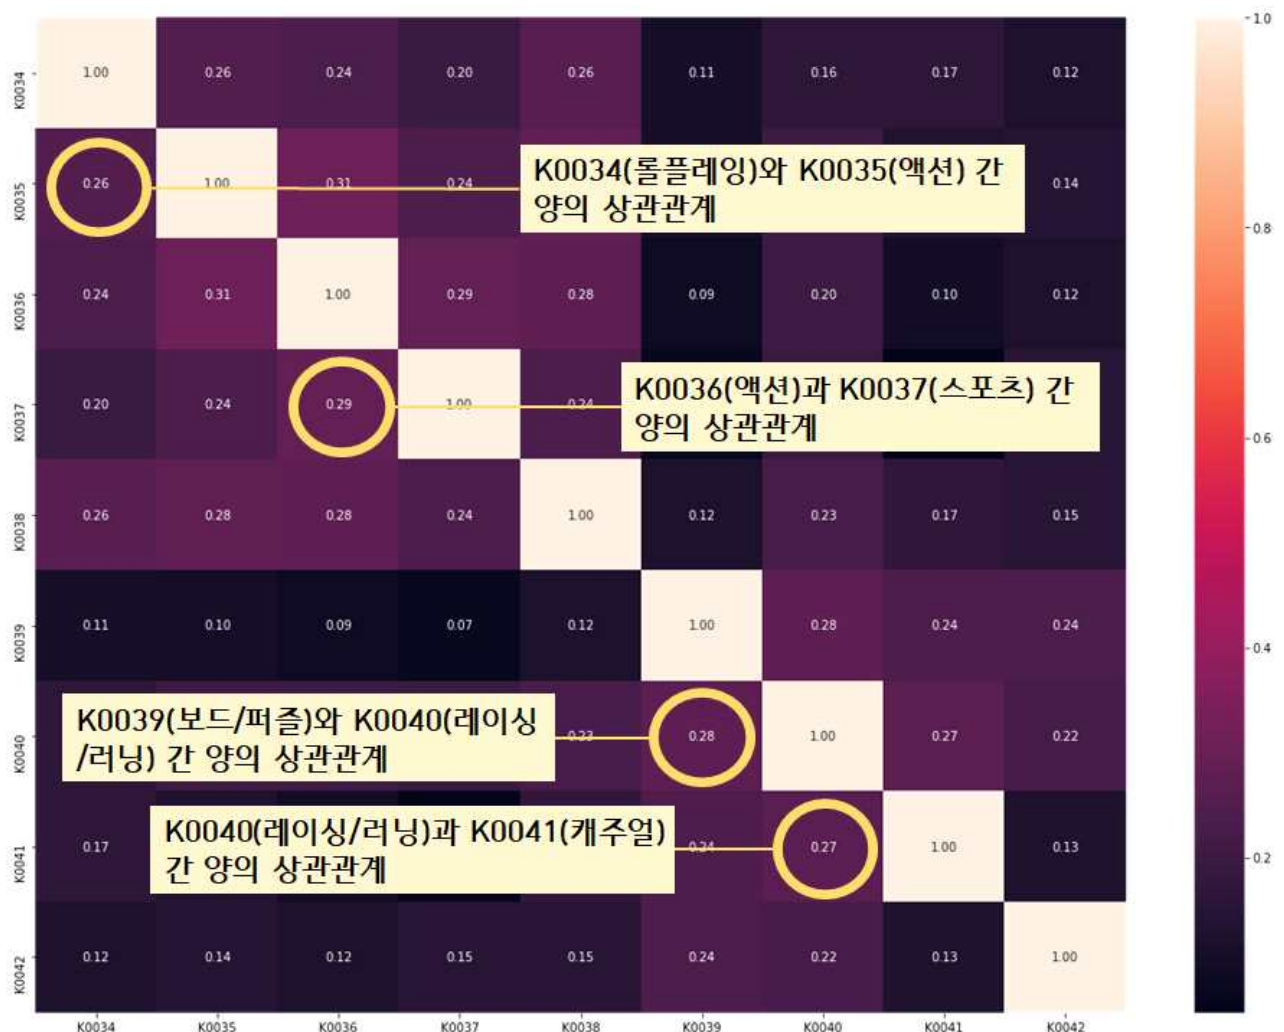 1.0
K0034 1.00 0.26 0.24 0.20 0.26 0.11 0.16 0.17 0.12
K0035 0.26 1.00 0.31 0.24 0.14
K0034(롤플레잉)와 K0035(액션) 간
양의 상관관계
0.8
K0036 0.24 0.31 1.00 0.29 0.28 0.09 0.20 0.10 0.12
K0037 0.20 0.24 0.29 1.00 0.24
K0036(액션)과 K0037(스포츠) 간
양의 상관관계
0.6
K0038 0.26 0.28 0.28 0.24 1.00 0.12 0.23 0.17 0.15
K0039 0.11 0.10 0.09 0.07 0.12 1.00 0.28 0.24 0.24
0.4
K0040 0.23 0.28 1.00 0.27 0.22
K0039(보드/퍼즐)와 K0040(레이싱
/러닝) 간 양의 상관관계
K0041 0.17 0.24 0.27 1.00 0.13
K0040(레이싱/러닝)과 K0041(캐주얼)
간 양의 상관관계
0.2
K0042 0.12 0.14 0.12 0.15 0.15 0.24 0.22 0.13 1.00
K0034 K0035 K0036 K0037 K0038 K0039 K0040 K0041 K0042